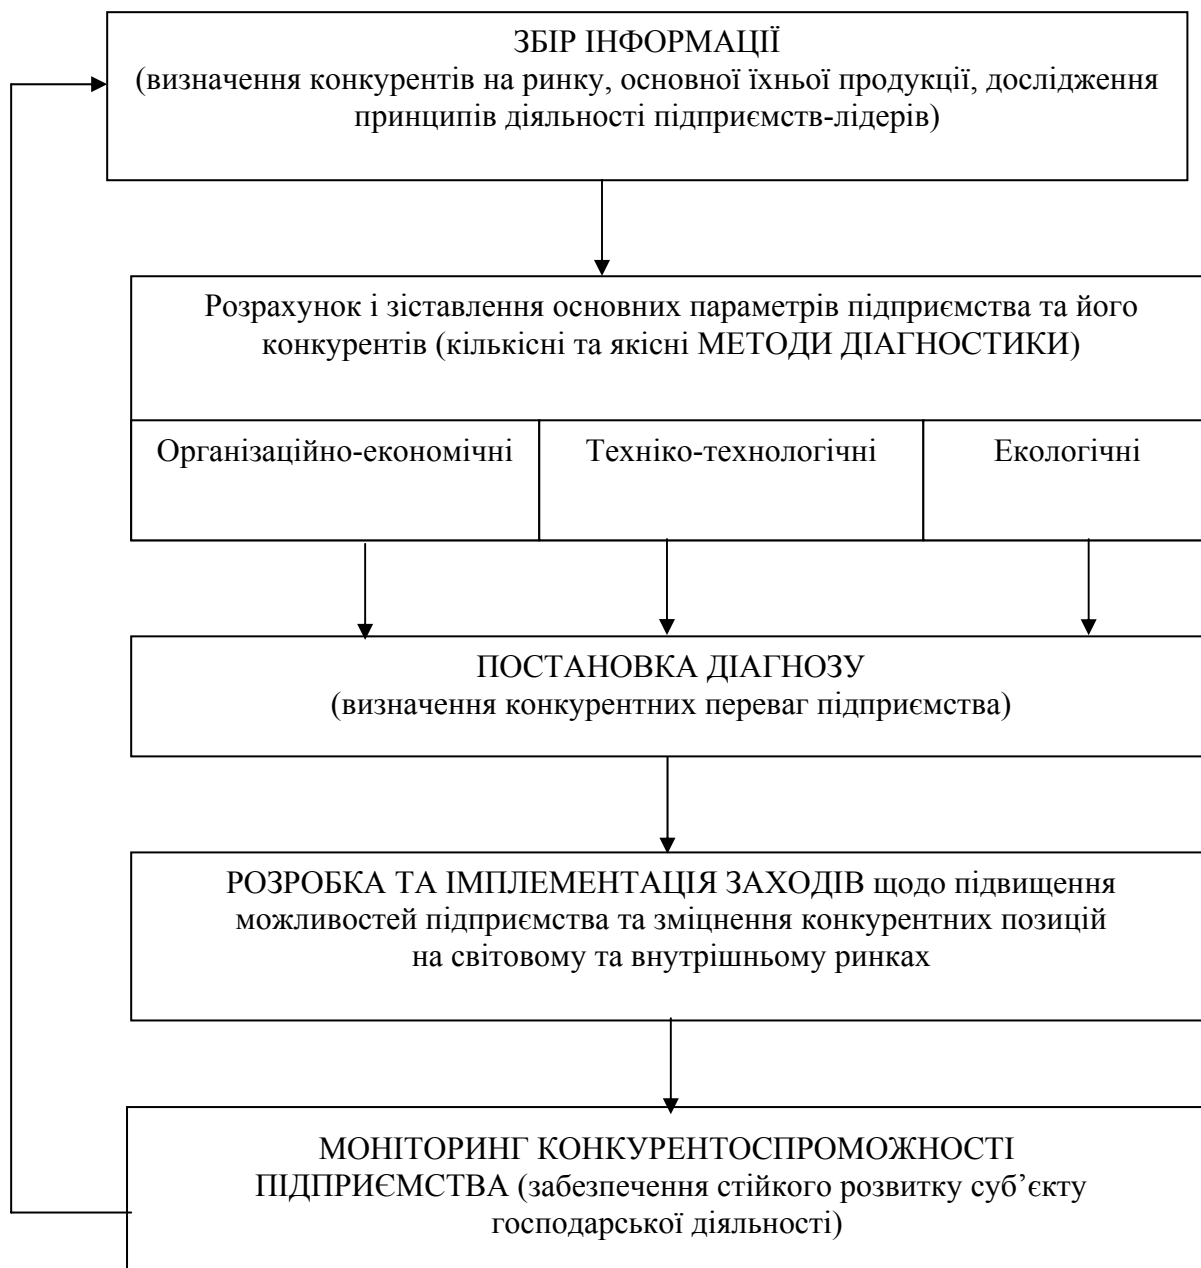 ЗБІР ІНФОРМАЦІЇ
(визначення конкурентів на ринку, основної їхньої продукції, дослідження
принципів діяльності підприємств-лідерів)
Розрахунок і зіставлення основних параметрів підприємства та його
конкурентів (кількісні та якісні МЕТОДИ ДІАГНОСТИКИ)
Організаційно-економічні
Техніко-технологічні
Екологічні
ПОСТАНОВКА ДІАГНОЗУ
(визначення конкурентних переваг підприємства)
РОЗРОБКА ТА ІМПЛЕМЕНТАЦІЯ ЗАХОДІВ щодо підвищення
можливостей підприємства та зміцнення конкурентних позицій
на світовому та внутрішньому ринках
МОНІТОРИНГ КОНКУРЕНТОСПРОМОЖНОСТІ
ПІДПРИЄМСТВА (забезпечення стійкого розвитку суб’єкту
господарської діяльності)